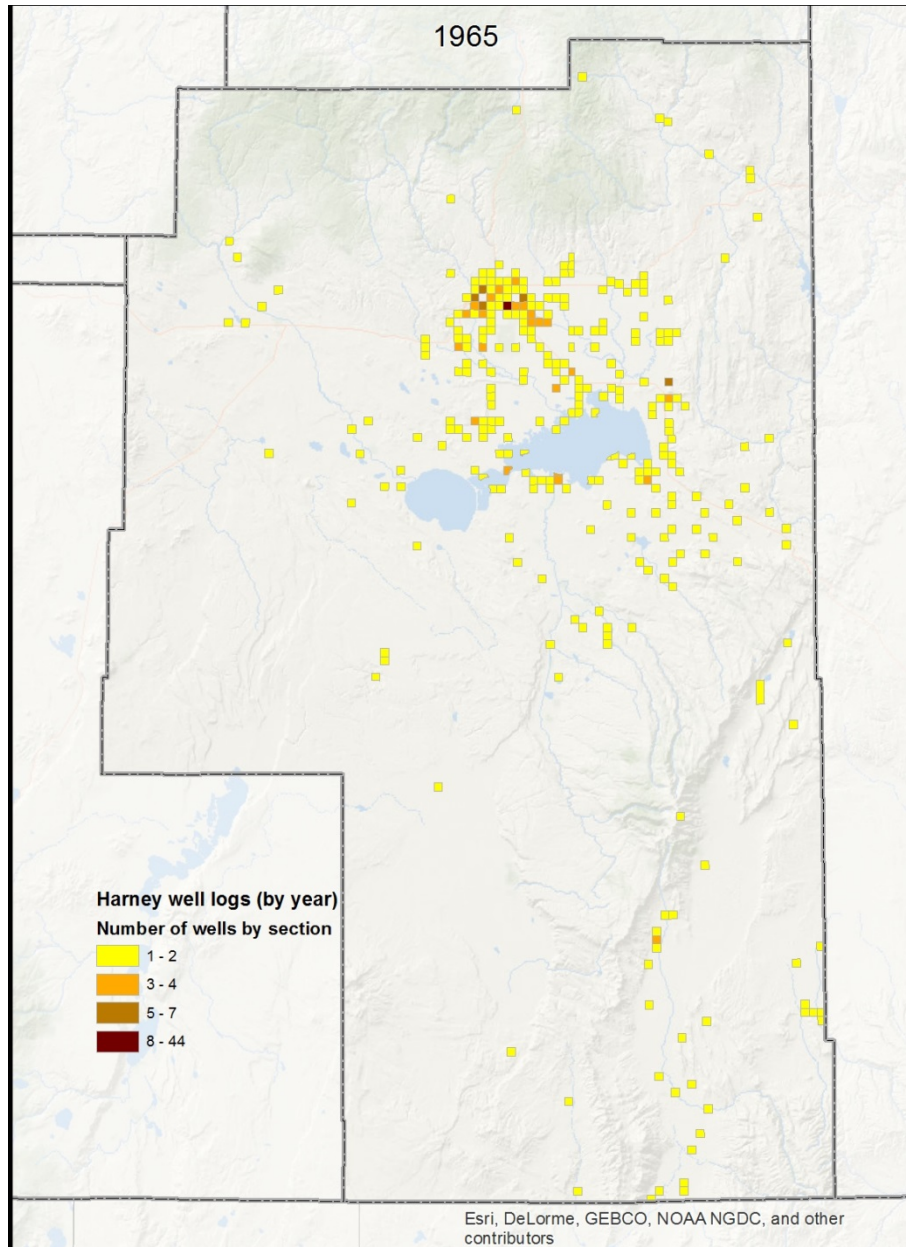 1965
Harney well logs (by year)
Number of wells by section
1 - 2
3 - 4
5 - 7
8 - 44
Esri, DeLorme, GEBCO, NOAA NGDC, and other
contributors